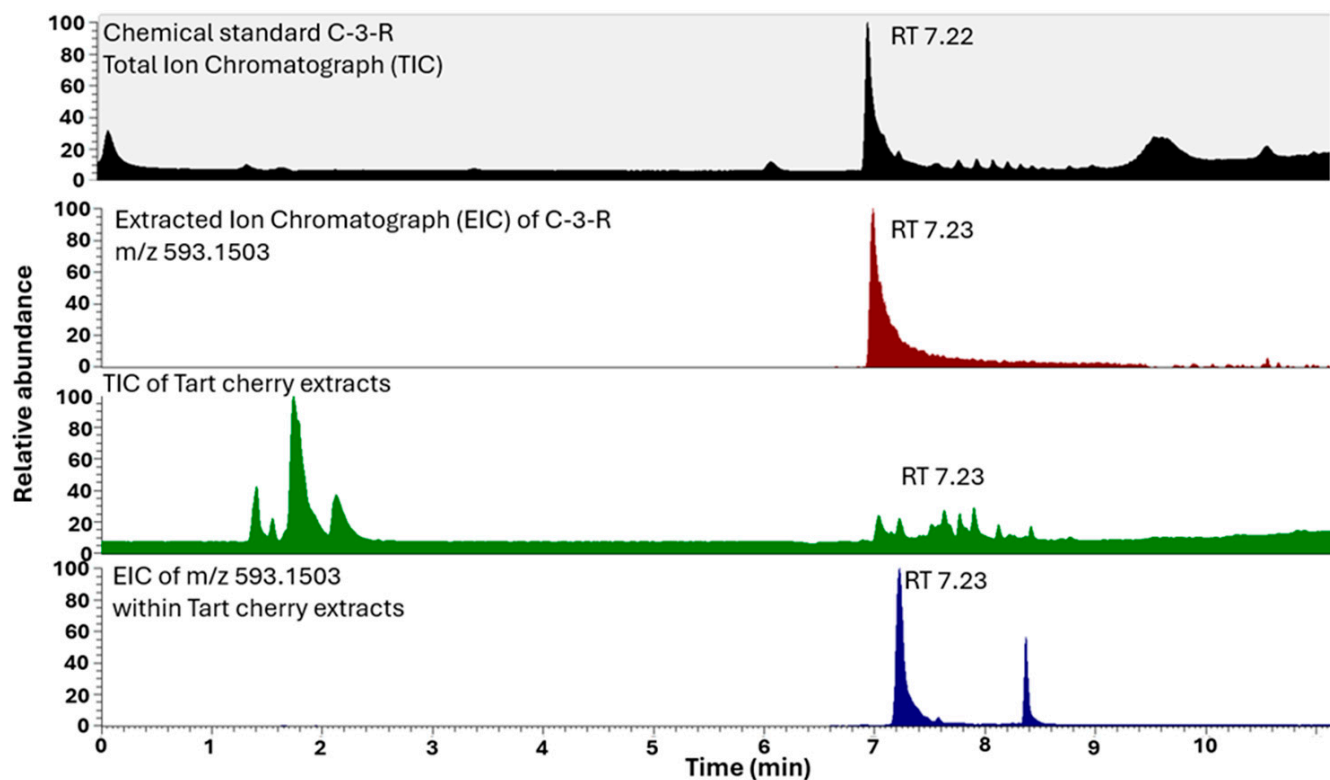 Chemical standard C-3-R
Total Ion Chromatograph (TIC)
RT 7.22
100
80
60
40
20
0
Extracted Ion Chromatograph (EIC) of C-3-R
m/z 593.1503
RT 7.23
100
80
60
40
20
0
TIC of Tart cherry extracts
RT 7.23
100
80
60
40
20
0
EIC of m/z 593.1503
within Tart cherry extracts
RT 7.23
100
80
60
40
20
0
0 1 2 3 4 5 6 7 8 9 10
Time (min)
Relative abundance